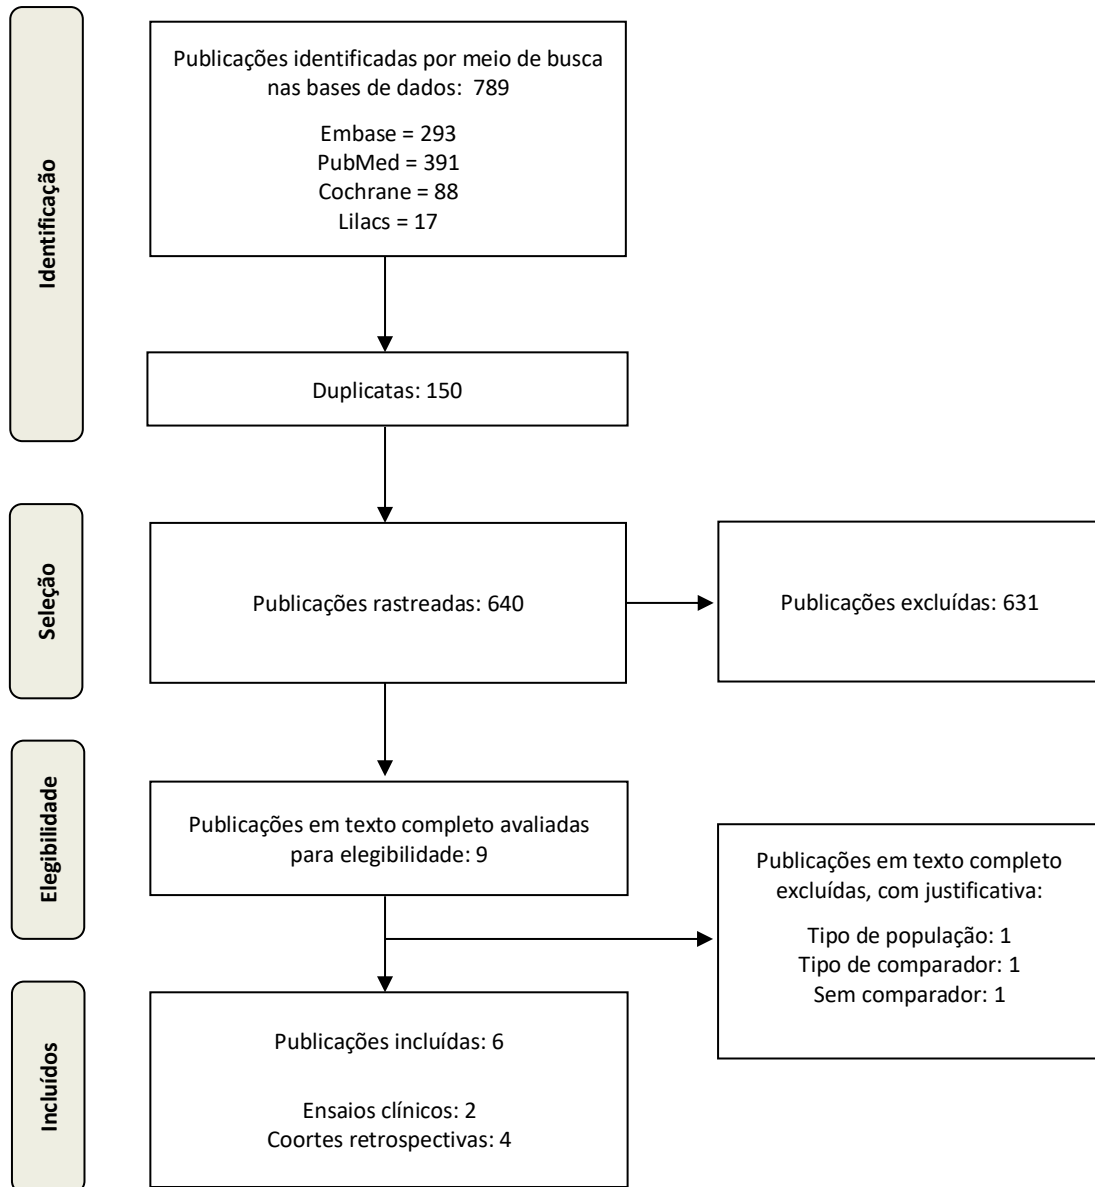 Identificação
Publicações identificadas por meio de busca
nas bases de dados: 789
Embase = 293
PubMed = 391
Cochrane = 88
Lilacs = 17
Duplicatas: 150
Seleção
Publicações rastreadas: 640
Publicações excluídas: 631
Elegibilidade
Publicações em texto completo avaliadas
para elegibilidade: 9
Publicações em texto completo
excluídas, com justificativa:
Tipo de população: 1
Tipo de comparador: 1
Sem comparador: 1
Incluídos
Publicações incluídas: 6
Ensaios clínicos: 2
Coortes retrospectivas: 4